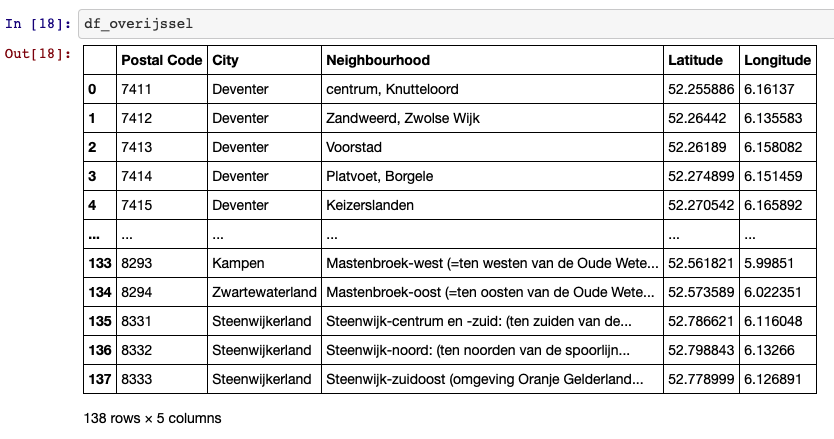 In [18]: df_overijssel
Out[18]:
Postal Code City Neighbourhood Latitude Longitude
0 7411 Deventer centrum, Knutteloord 52.255886 6.16137
1 7412 Deventer Zandweerd, Zwolse Wijk 52.26442 6.135583
2 7413 Deventer Voorstad 52.26189 6.158082
3 7414 Deventer Platvoet, Borgele 52.274899 6.151459
4 7415 Deventer Keizerslanden 52.270542 6.165892
... ... ... ... ... ...
133 8293 Kampen Mastenbroek-west (=ten westen van de Oude Wete... 52.561821 5.99851
134 8294 Zwartewaterland Mastenbroek-oost (=ten oosten van de Oude Wete... 52.573589 6.022351
135 8331 Steenwijkerland Steenwijk-centrum en -zuid: (ten zuiden van de... 52.786621 6.116048
136 8332 Steenwijkerland Steenwijk-noord: (ten noorden van de spoorlijn... 52.798843 6.13266
137 8333 Steenwijkerland Steenwijk-zuidoost (omgeving Oranje Gelderland... 52.778999 6.126891
138 rows × 5 columns